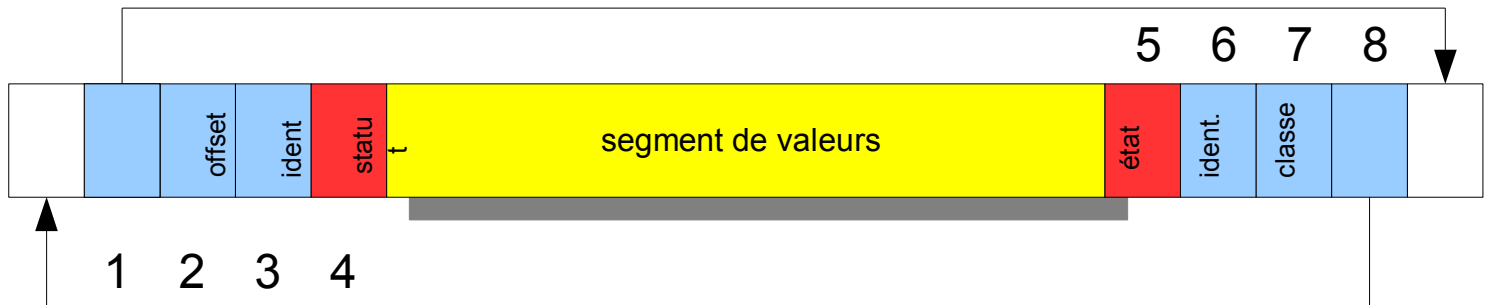 5 6 7 8
offset
ident
statu
t
segment de valeurs
état
ident.
classe
1 2 3 4